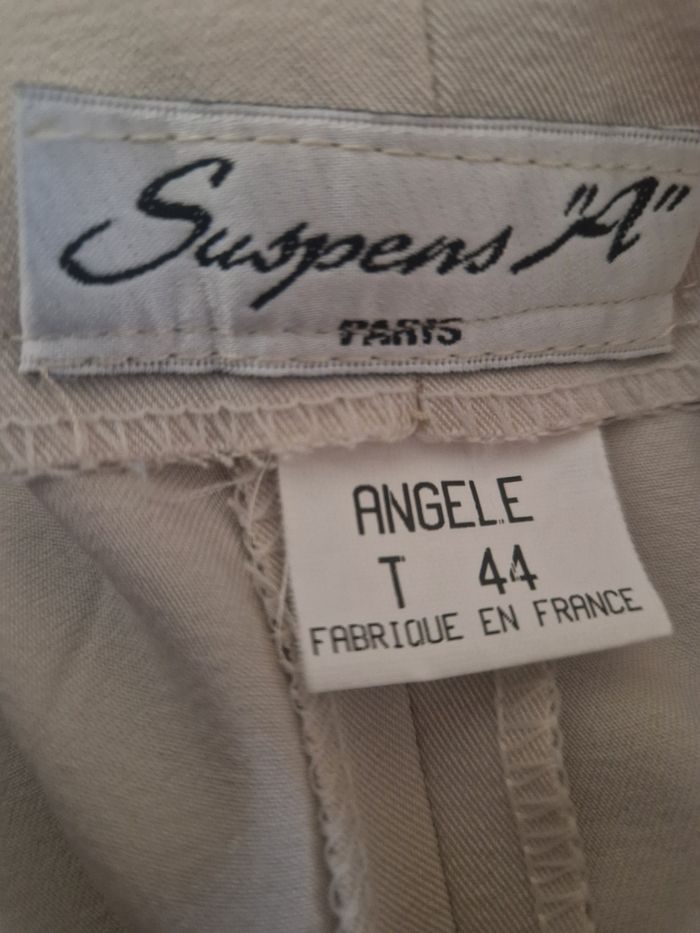 Suspens "A"
PARIS
ANGELE
T 44
FABRIQUE EN FRANCE